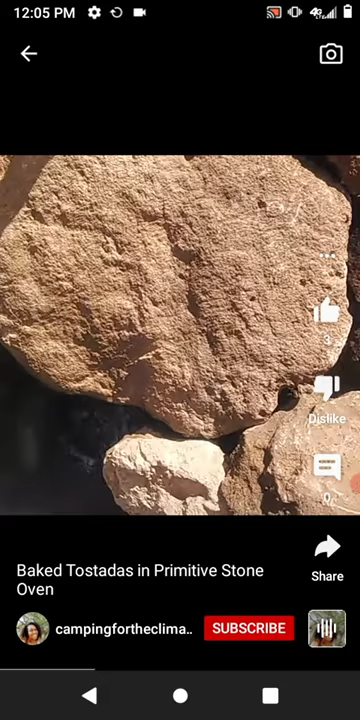 12:05 PM
3
Dislike
0
Share
Baked Tostadas in Primitive Stone
Oven
campingfortheclima..
SUBSCRIBE